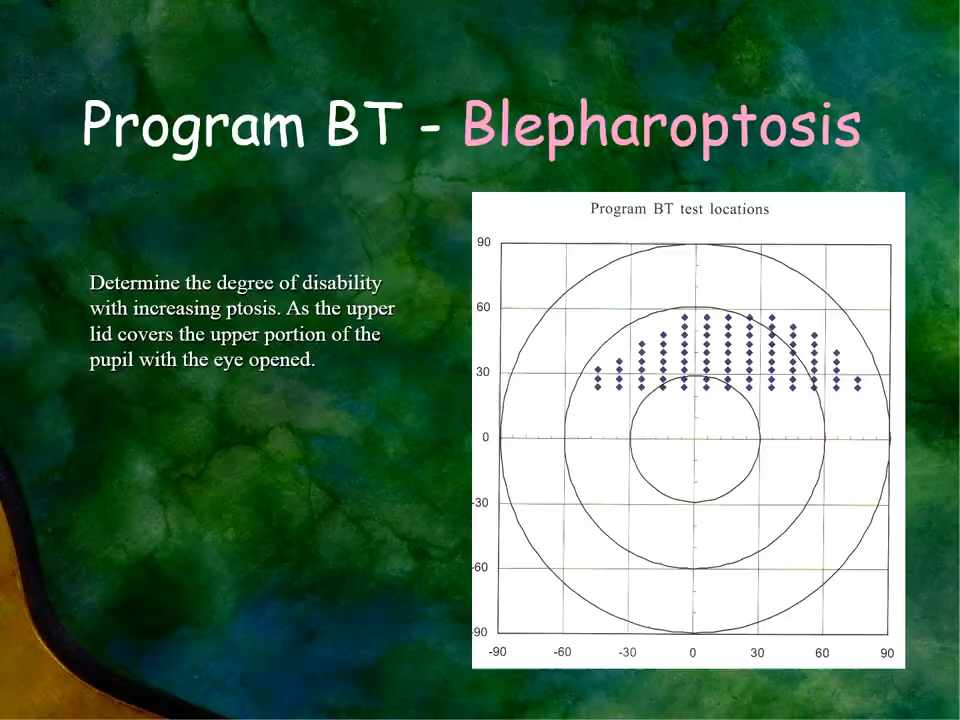 Program BT - Blepharoptosis
Determine the degree of disability
with increasing ptosis. As the upper
lid covers the upper portion of the
pupil with the eye opened.
Program BT test locations
90
60
30
0
-30
-60
-90
-90 -60 -30 0 30 60 90